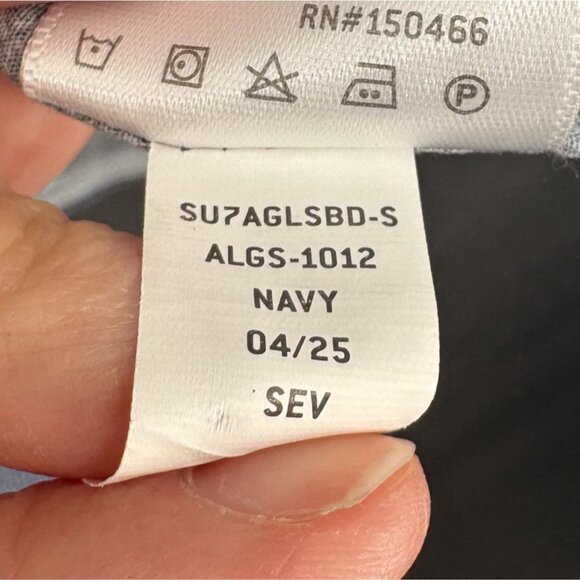 RN#150466
P
SU7AGLSBD-S
ALGS-1012
NAVY
04/25
SEV